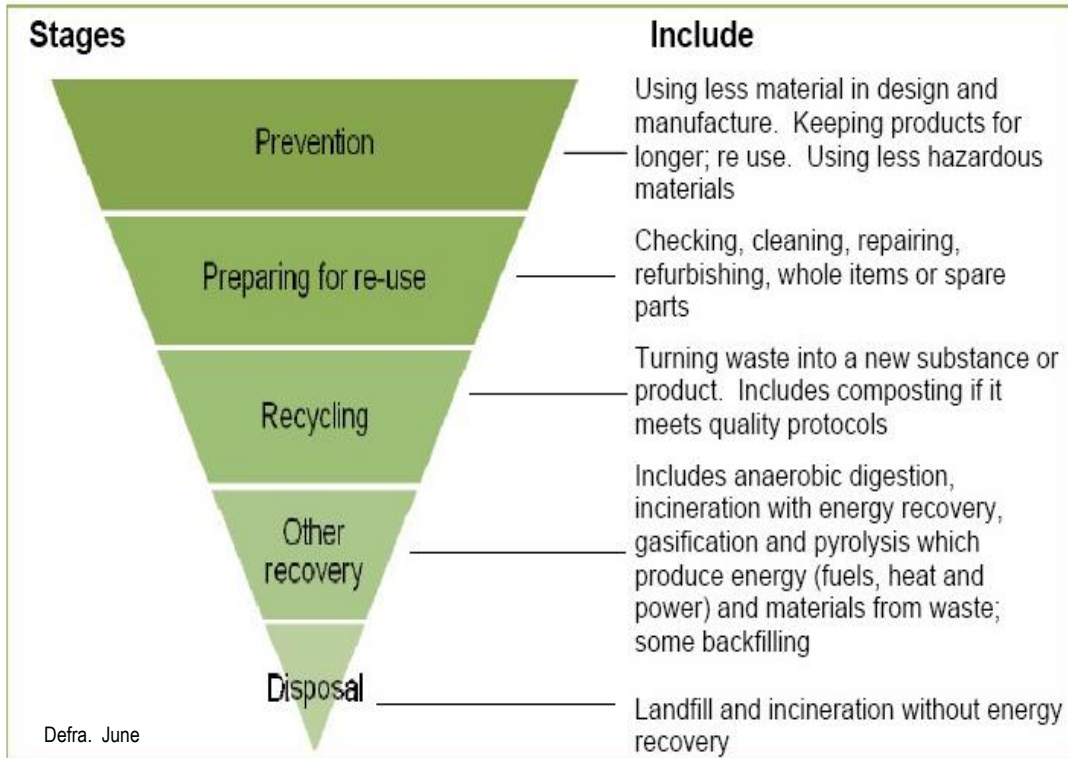 Stages
Include
Prevention
Using less material in design and
manufacture. Keeping products for
longer; re use. Using less hazardous
materials
Preparing for re-use
Checking, cleaning, repairing,
refurbishing, whole items or spare
parts
Recycling
Turning waste into a new substance or
product. Includes composting if it
meets quality protocols
Other
recovery
Includes anaerobic digestion,
incineration with energy recovery,
gasification and pyrolysis which
produce energy (fuels, heat and
power) and materials from waste;
some backfilling
Disposal
Landfill and incineration without energy
recovery
Defra. June